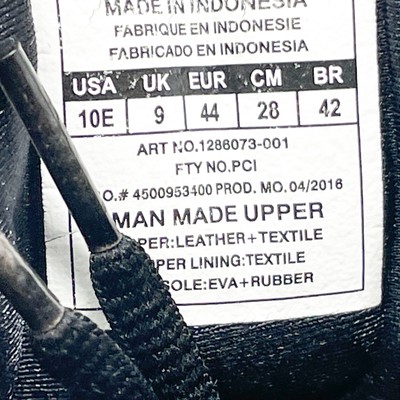 MADE IN INDONESIA
FABRIQUE EN INDONESIE
FABRICADO EN INDONESIA
USA UK EUR CM BR
10E 9 44 28 42
ART NO.1286073-001
FTY NO.PCI
O.# 4500953400 PROD. MO.04/2016
MAN MADE UPPER
PER:LEATHER+TEXTILE
PPER LINING:TEXTILE
SOLE:EVA+RUBBER